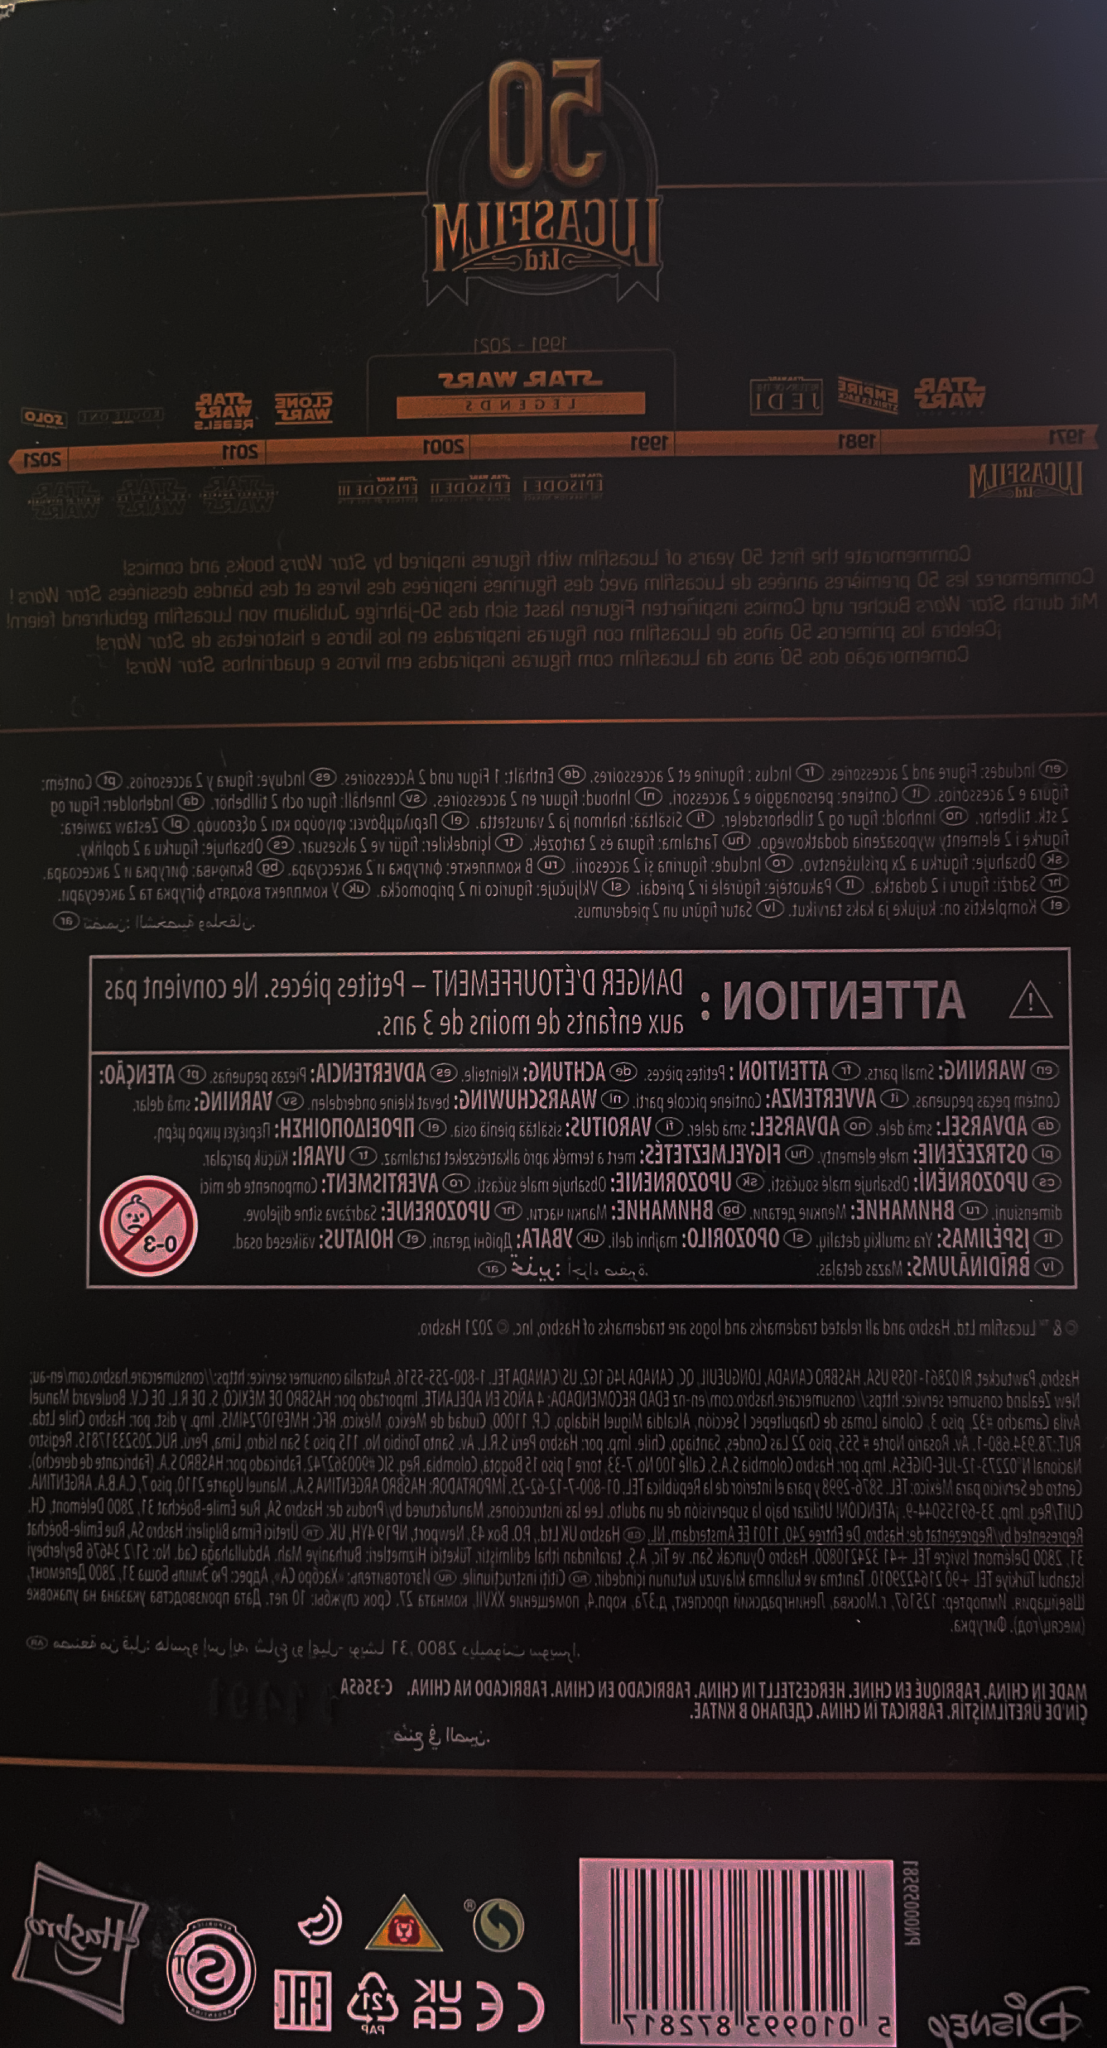 50
LUCASFILM
Ltd
1991 - 2021
STAR WARS
LEGENDS
STAR WARS
EMPIRE STRIKES BACK
RETURN OF THE JEDI
CLONE WARS
STAR WARS REBELS
ROGUE ONE
SOLO
1971 1981 1991 2001 2011 2021
LUCASFILM Ltd
EPISODE I EPISODE II EPISODE III
STAR WARS STAR WARS STAR WARS
Commemorate the first 50 years of Lucasfilm with figures inspired by Star Wars books and comics!
Commémorez les 50 premières années de Lucasfilm avec des figurines inspirées des livres et des bandes dessinées Star Wars !
Mit durch Star Wars Bücher und Comics inspirierten Figuren lässt sich das 50-jährige Jubiläum von Lucasfilm gebührend feiern!
¡Celebra los primeros 50 años de Lucasfilm con figuras inspiradas en los libros e historietas de Star Wars!
Comemoração dos 50 anos da Lucasfilm com figuras inspiradas em livros e quadrinhos Star Wars!
en Includes: Figure and 2 accessories. fr Inclus : figurine et 2 accessoires. de Enthält: 1 Figur und 2 Accessoires. es Incluye: figura y 2 accesorios. pt Contém:
figura e 2 acessórios. it Contiene: personaggio e 2 accessori. nl Inhoud: figuur en 2 accessoires. sv Innehåll: figur och 2 tillbehör. da Indeholder: Figur og
2 stk. tilbehør. no Innhold: figur og 2 tilbehørsdeler. fi Sisältää: hahmon ja 2 varustetta. el Περιλαμβάνει: φιγούρα και 2 αξεσουάρ. pl Zestaw zawiera:
figurkę i 2 elementy wyposażenia dodatkowego. hu Tartalma: figura és 2 tartozék. tr İçindekiler: figür ve 2 aksesuar. cs Obsahuje: figurku a 2 doplňky.
sk Obsahuje: figúrku a 2x príslušenstvo. ro Include: figurina și 2 accesorii. ru В комплекте: фигурка и 2 аксессуара. bg Включва: фигурка и 2 аксесоара.
hr Sadrži: figuru i 2 dodatka. lt Pakuotėje: figūrėlė ir 2 priedai. sl Vključuje: figurico in 2 pripomočka. uk У комплект входять фігурка та 2 аксесуари.
et Komplektis on: kujuke ja kaks tarvikut. lv Satur figūru un 2 piederumus.
ar تتضمن: الشخصية وملحقان.
ATTENTION : DANGER D'ÉTOUFFEMENT – Petites pièces. Ne convient pas
aux enfants de moins de 3 ans.
en WARNING: Small parts. fr ATTENTION : Petites pièces. de ACHTUNG: Kleinteile. es ADVERTENCIA: Piezas pequeñas. pt ATENÇÃO:
Contém peças pequenas. it AVVERTENZA: Contiene piccole parti. nl WAARSCHUWING: bevat kleine onderdelen. sv VARNING: små delar.
da ADVARSEL: små dele. no ADVARSEL: små deler. fi VAROITUS: sisältää pieniä osia. el ΠΡΟΕΙΔΟΠΟΙΗΣΗ: Περιέχει μικρά μέρη.
pl OSTRZEŻENIE: małe elementy. hu FIGYELMEZTETÉS: mert a termék apró alkatrészeket tartalmaz. tr UYARI: Küçük parçalar.
cs UPOZORNĚNÍ: Obsahuje malé součásti. sk UPOZORNENIE: Obsahuje malé súčasti. ro AVERTISMENT: Componente de mici
dimensiuni. ru ВНИМАНИЕ: Мелкие детали. bg ВНИМАНИЕ: Малки части. hr UPOZORENJE: Sadržava sitne dijelove.
lt ĮSPĖJIMAS: Yra smulkių detalių. sl OPOZORILO: majhni deli. uk УВАГА: Дрібні деталі. et HOIATUS: väikesed osad.
lv BRĪDINĀJUMS: Mazas detaļas. ar تحذير: أجزاء صغيرة.
0-3
© & ™ Lucasfilm Ltd. Hasbro and all related trademarks and logos are trademarks of Hasbro, Inc. © 2021 Hasbro.
Hasbro, Pawtucket, RI 02861-1059 USA. HASBRO CANADA, LONGUEUIL, QC, CANADA J4G 1G2. US/CANADA TEL. 1-800-255-5516. Australia consumer service: https://consumercare.hasbro.com/en-au;
New Zealand consumer service: https://consumercare.hasbro.com/en-nz EDAD RECOMENDADA: 4 AÑOS EN ADELANTE. Importado por: HASBRO DE MÉXICO, S. DE R.L. DE C.V. Boulevard Manuel
Ávila Camacho #32, piso 3, Colonia Lomas de Chapultepec I Sección, Alcaldía Miguel Hidalgo, C.P. 11000, Ciudad de México, México. RFC: HME910724IM5. Imp. y dist. por: Hasbro Chile Ltda.
RUT: 78.934.680-1. Av. Rosario Norte # 555, piso 22 Las Condes, Santiago, Chile. Imp. por: Hasbro Perú S.R.L. Av. Santo Toribio No. 115 piso 3 San Isidro, Lima, Perú. RUC 20523317815. Registro
Nacional N° 02273-12-JUE-DIGESA. Imp. por: Hasbro Colombia S.A.S. Calle 100 No. 7-33, torre 1 piso 15 Bogotá, Colombia. Reg. SIC #900362742. Fabricado por: HASBRO S.A. (Fabricante de derecho).
Centro de Servicio para México: TEL. 5876-2998 y para el interior de la República TEL. 01-800-7-12-62-25. IMPORTADOR: HASBRO ARGENTINA S.A., Manuel Ugarte 2110, piso 7, C.A.B.A. ARGENTINA.
CUIT/Reg. Imp. 33-69155044-9. ¡ATENCIÓN! Utilizar bajo la supervisión de un adulto. Lea las instrucciones. Manufactured by/Produs de: Hasbro SA, Rue Emile-Boéchat 31, 2800 Delémont, CH.
Represented by/Reprezentat de: Hasbro, De Entree 240, 1101 EE Amsterdam, NL. GB Hasbro UK Ltd., P.O. Box 43, Newport, NP19 4YH, UK. TR Üretici Firma Bilgileri: Hasbro SA, Rue Emile-Boéchat
31, 2800 Delémont İsviçre TEL +41 324210800. Hasbro Oyuncak San. ve Tic. A.Ş. tarafından ithal edilmiştir. Tüketici Hizmetleri: Burhaniye Mah. Abdullahağa Cad. No: 51/2 34676 Beylerbeyi
İstanbul Türkiye TEL +90 2164229010. Tanıtma ve kullanma kılavuzu kutunun içindedir. RO Citiți instrucțiunile. RU Изготовитель: «Хасбро СА», Адрес: Рю Эмиль Боша 31, 2800 Делемонт,
Швейцария. Импортер: 125167, г. Москва, Ленинградский проспект, д.37а, корп.4, помещение XXVII, комната 27. Срок службы: 10 лет. Дата производства указана на упаковке
(месяц/год). Фигурка.
MADE IN CHINA. FABRIQUÉ EN CHINE. HERGESTELLT IN CHINA. FABRICADO EN CHINA. FABRICADO NA CHINA. C-3565A
ÇİN'DE ÜRETİLMİŞTİR. FABRICAT ÎN CHINA. СДЕЛАНО В КИТАЕ.
صُنع في الصين.
PN00059581
5 010993 872817
Disney
CE
UK CA
21
PAP
EAC
S
Hasbro